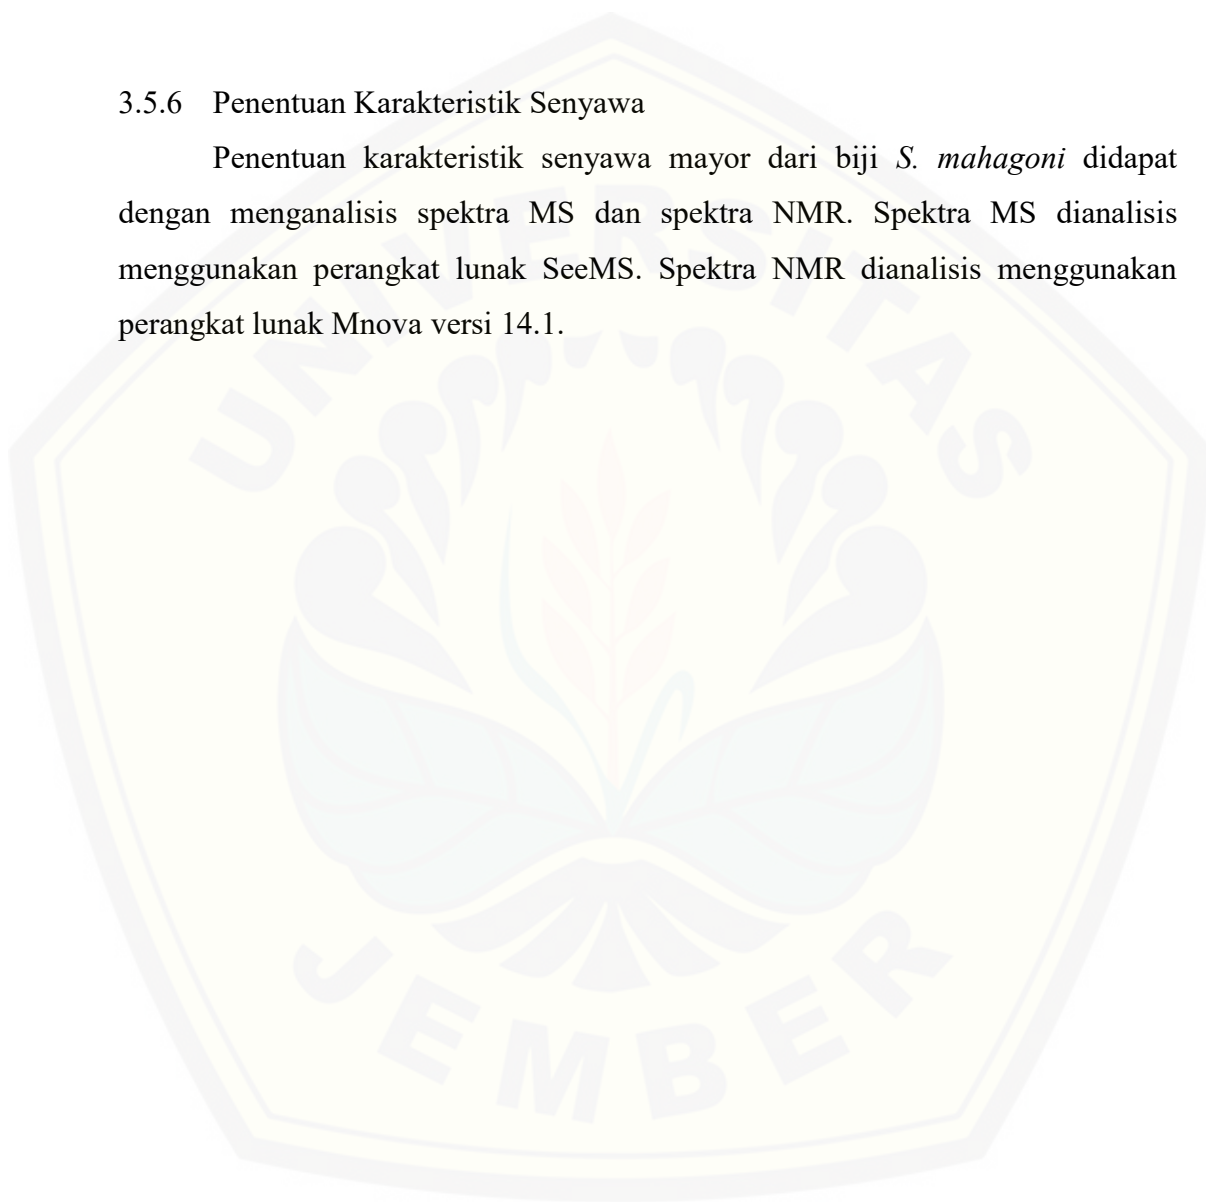 3.5.6 Penentuan Karakteristik Senyawa
Penentuan karakteristik senyawa mayor dari biji S. mahagoni didapat
dengan menganalisis spektra MS dan spektra NMR. Spektra MS dianalisis
menggunakan perangkat lunak SeeMS. Spektra NMR dianalisis menggunakan
perangkat lunak Mnova versi 14.1.
UNIVERSITAS
JEMBER